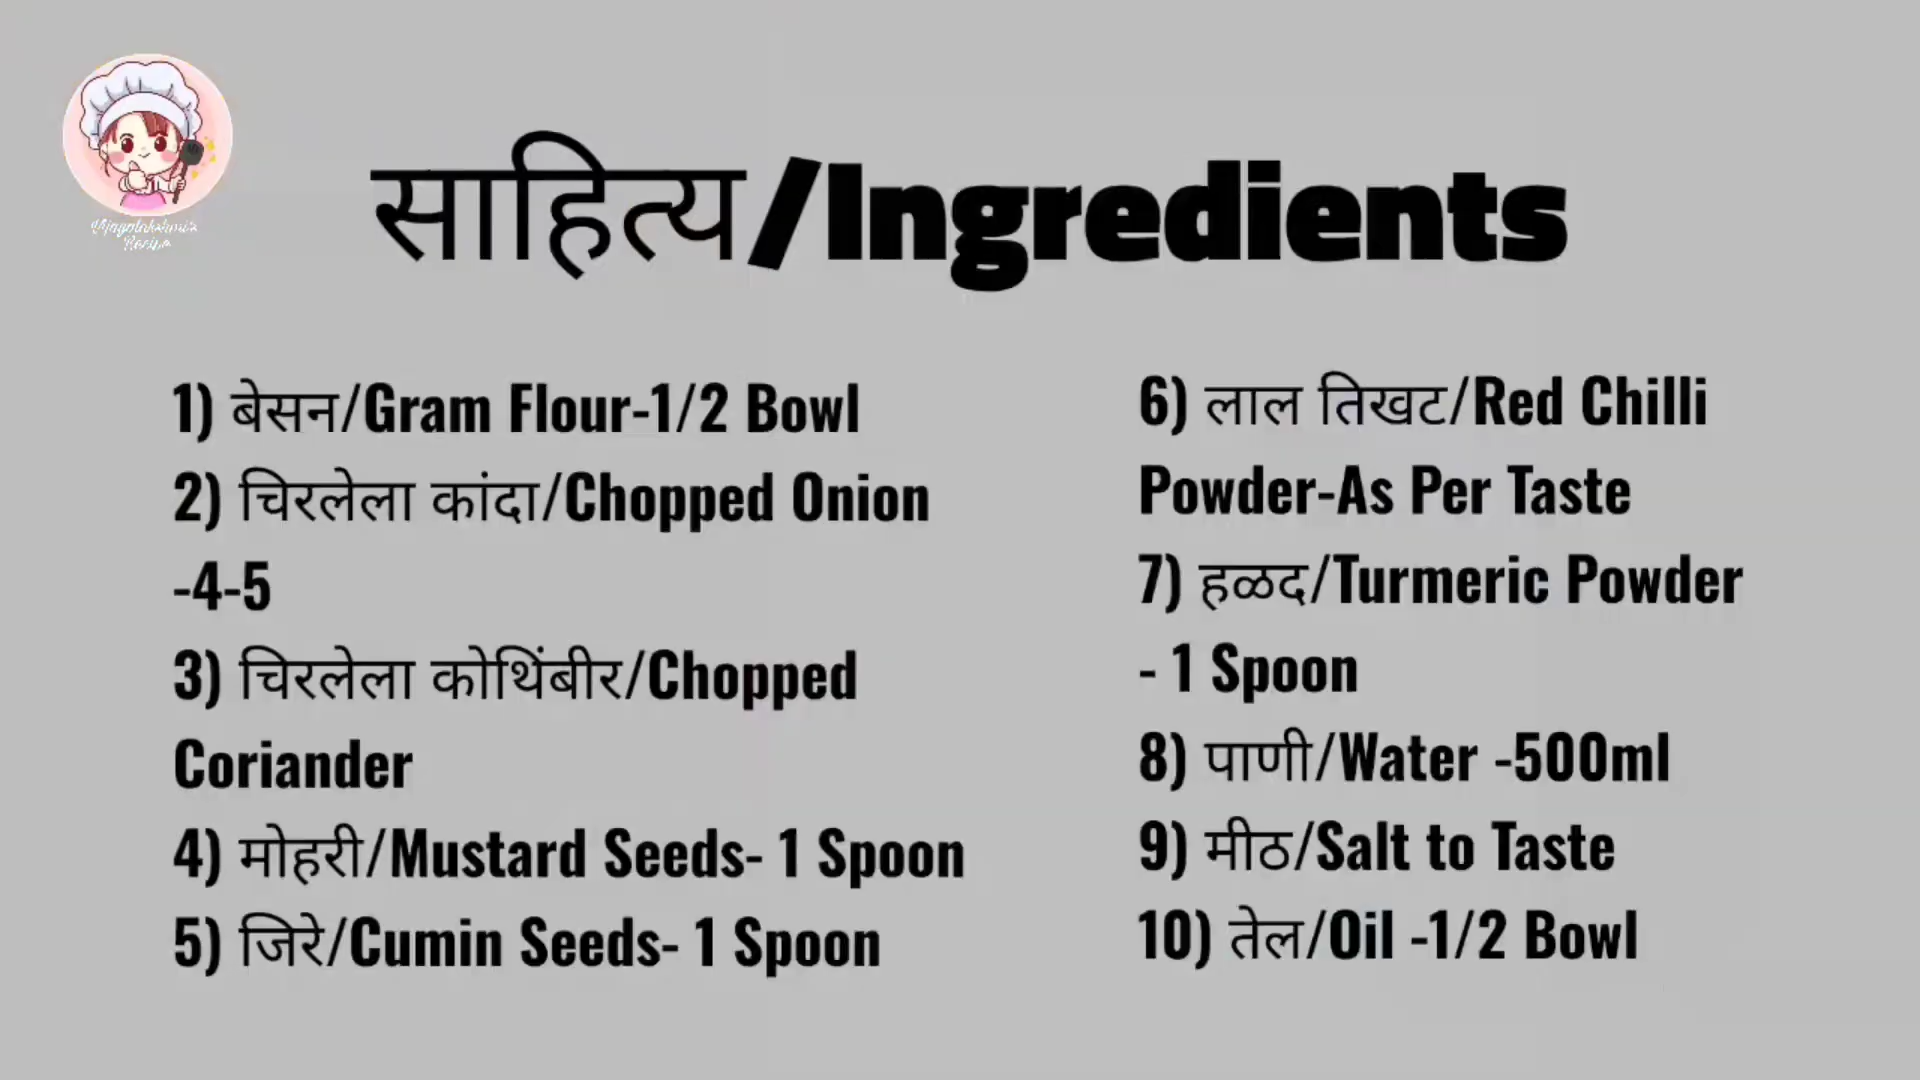 साहित्य/Ingredients
1) बेसन/Gram Flour-1/2 Bowl
2) चिरलेला कांदा/Chopped Onion
-4-5
3) चिरलेला कोथिंबीर/Chopped
Coriander
4) मोहरी/Mustard Seeds- 1 Spoon
5) जिरे/Cumin Seeds- 1 Spoon
6) लाल तिखट/Red Chilli
Powder-As Per Taste
7) हळद/Turmeric Powder
- 1 Spoon
8) पाणी/Water -500ml
9) मीठ/Salt to Taste
10) तेल/Oil -1/2 Bowl